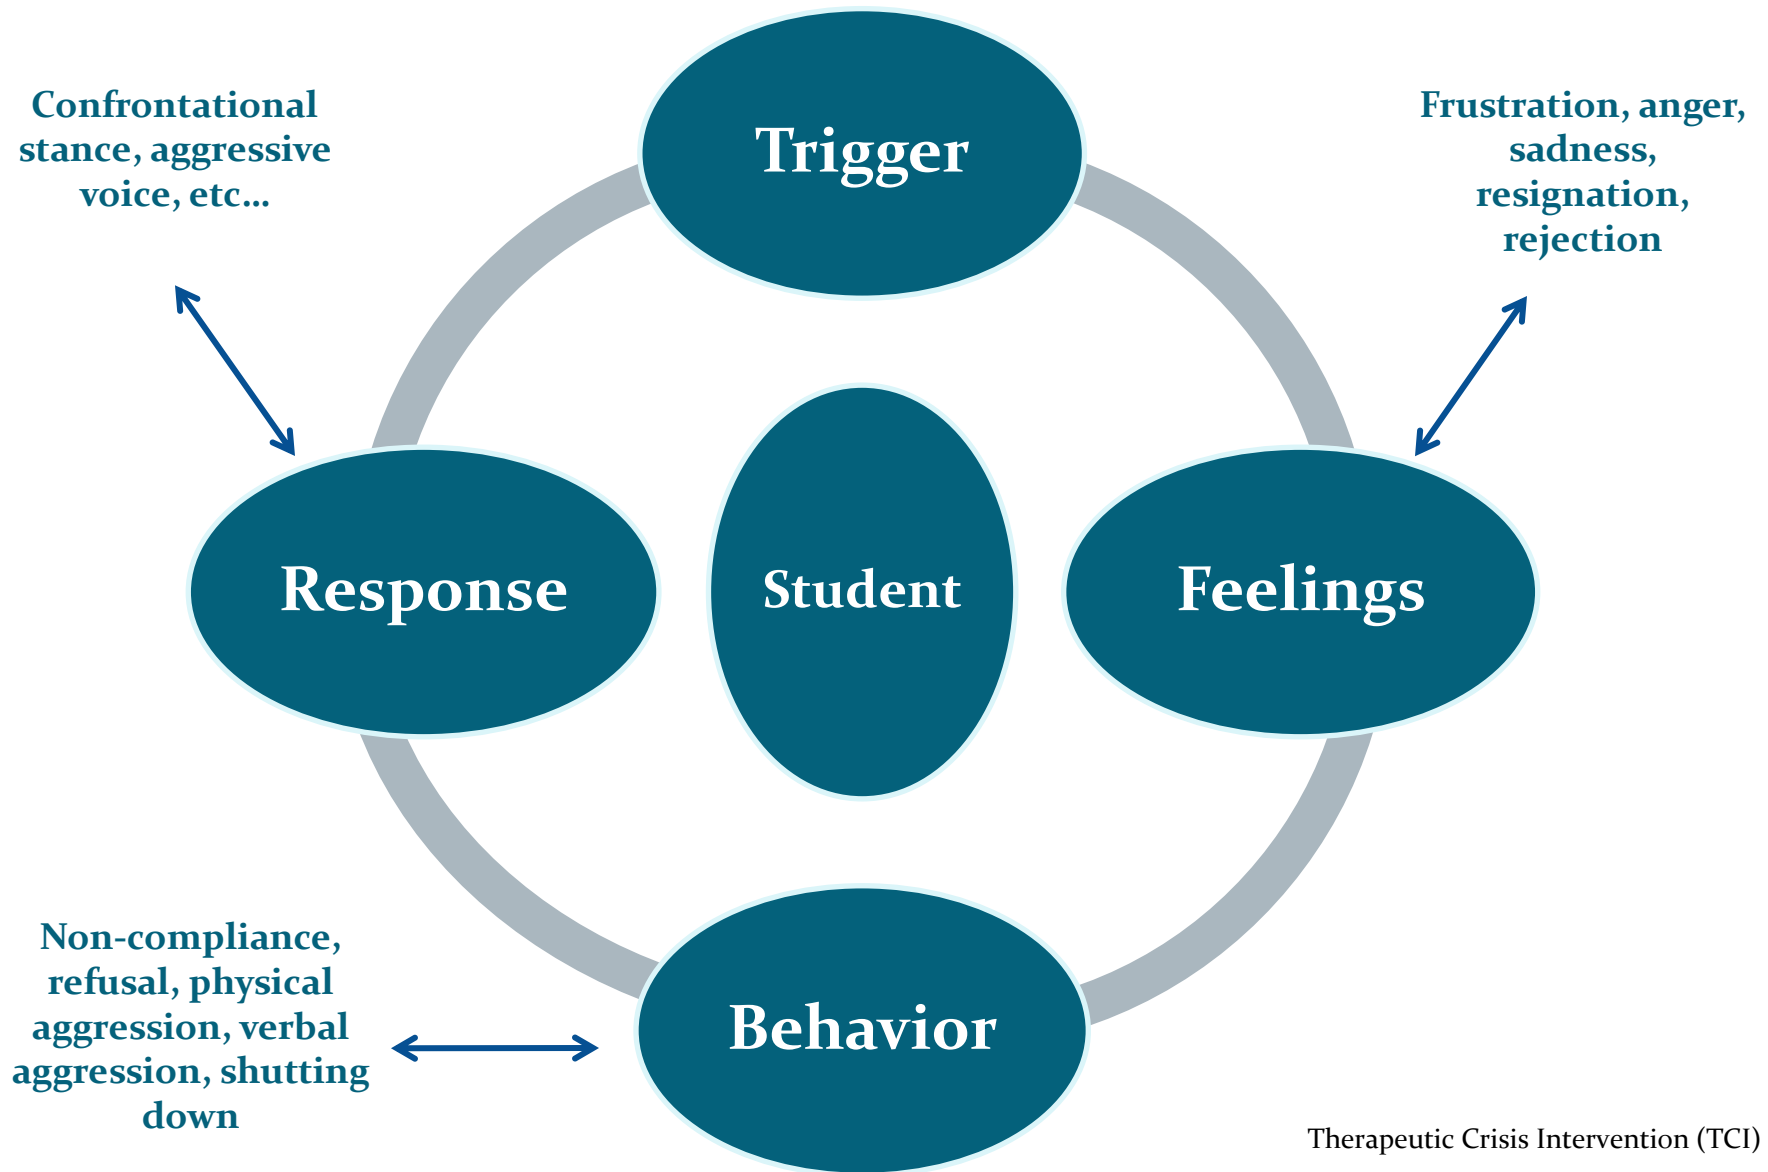 Trigger
Confrontational
stance, aggressive
voice, etc...
Frustration, anger,
sadness,
resignation,
rejection
Response
Student
Feelings
Non-compliance,
refusal, physical
aggression, verbal
aggression, shutting
down
Behavior
Therapeutic Crisis Intervention (TCI)